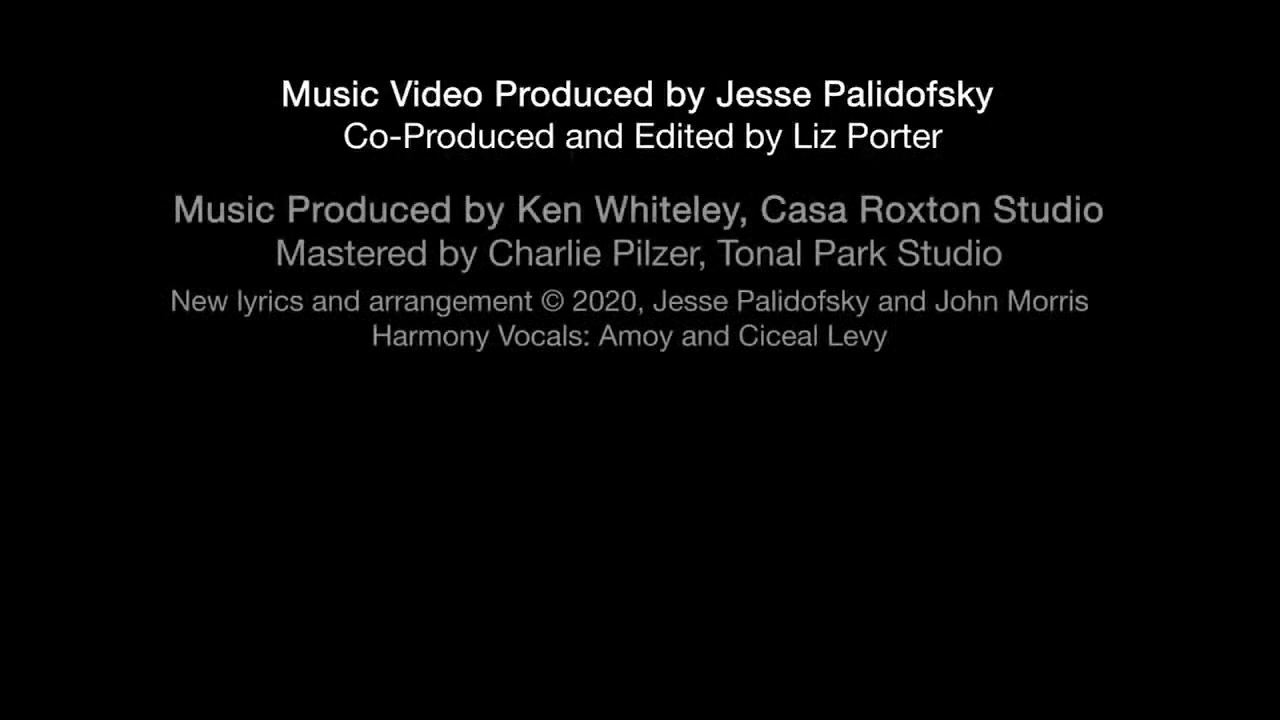 Music Video Produced by Jesse Palidofsky
Co-Produced and Edited by Liz Porter
Music Produced by Ken Whiteley, Casa Roxton Studio
Mastered by Charlie Pilzer, Tonal Park Studio
New lyrics and arrangement © 2020, Jesse Palidofsky and John Morris
Harmony Vocals: Amoy and Ciceal Levy